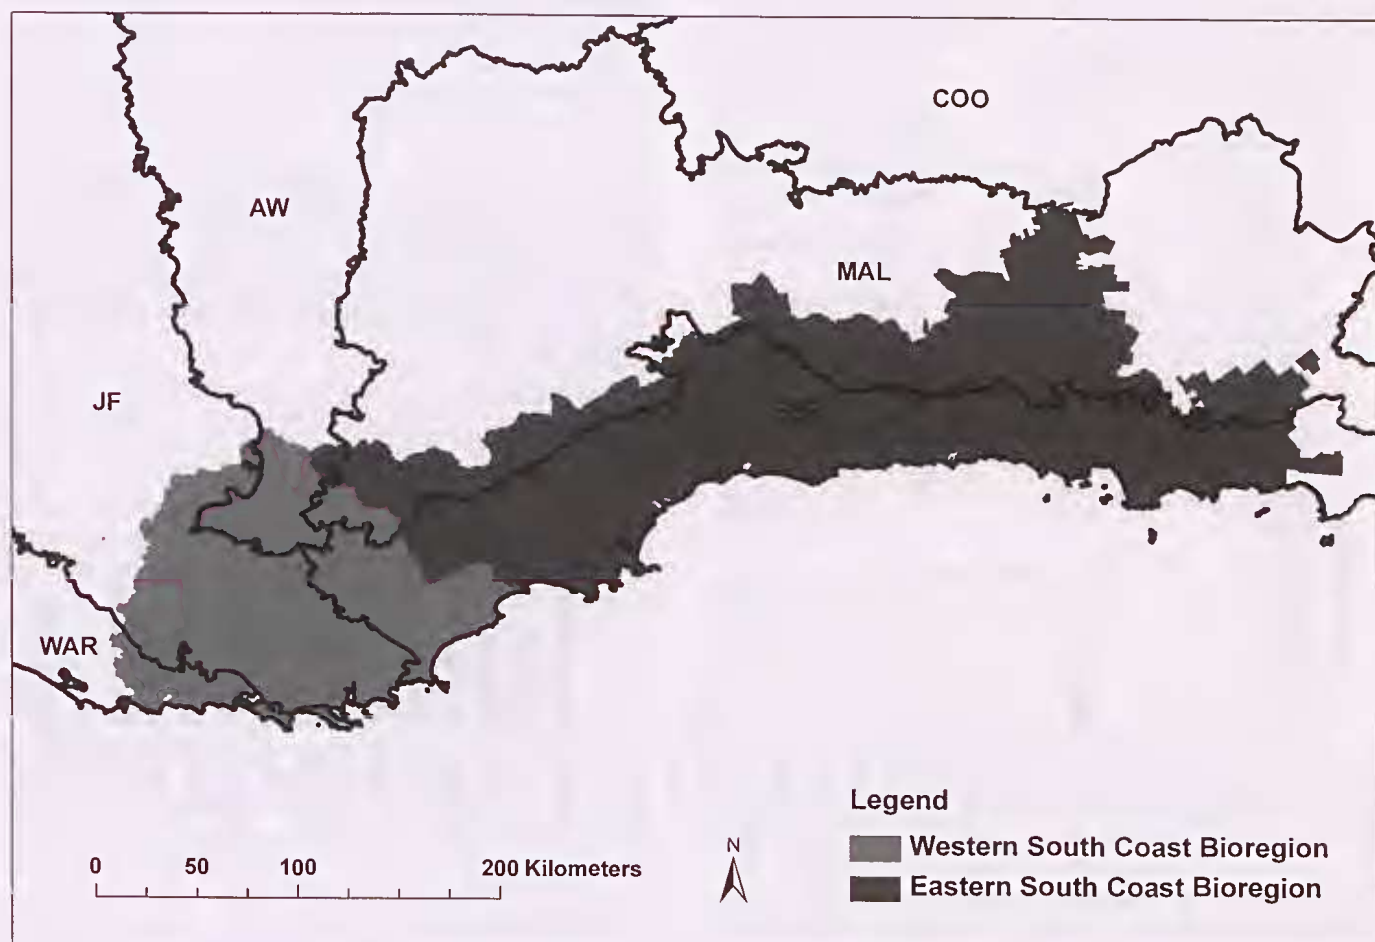 COO
AW
MAL
JF
WAR
Legend
Western South Coast Bioregion
Eastern South Coast Bioregion
0 50 100 200 Kilometers
N